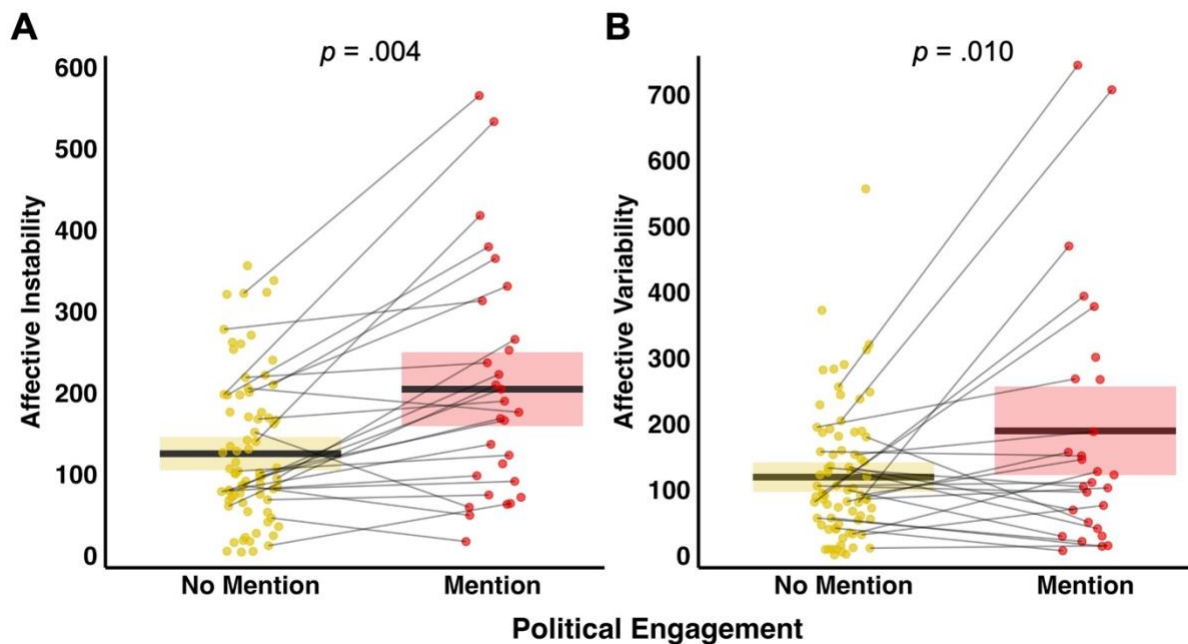 A
p = .004
Affective Instability
600
500
400
300
200
100
0
No Mention
Mention
B
p = .010
Affective Variability
700
600
500
400
300
200
100
0
No Mention
Mention
Political Engagement